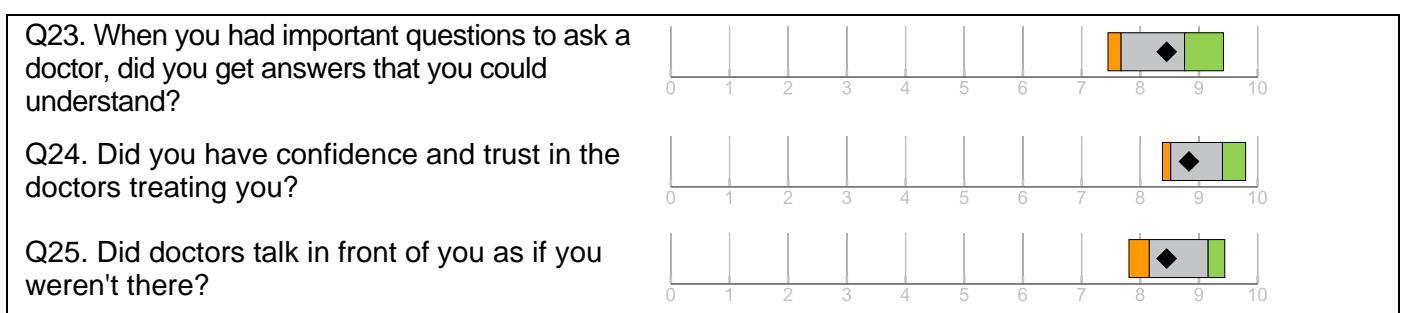 Q23. When you had important questions to ask a
doctor, did you get answers that you could
understand?
0 1 2 3 4 5 6 7 8 9 10
Q24. Did you have confidence and trust in the
doctors treating you?
0 1 2 3 4 5 6 7 8 9 10
Q25. Did doctors talk in front of you as if you
weren't there?
0 1 2 3 4 5 6 7 8 9 10